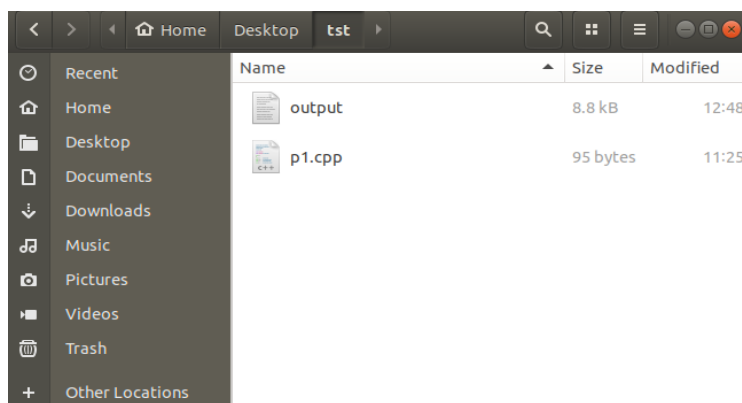 Home Desktop tst
Recent Name Size Modified
Home output 8.8 kB 12:48
Desktop
p1.cpp 95 bytes 11:25
C++
Documents
Downloads
Music
Pictures
Videos
Trash
Other Locations